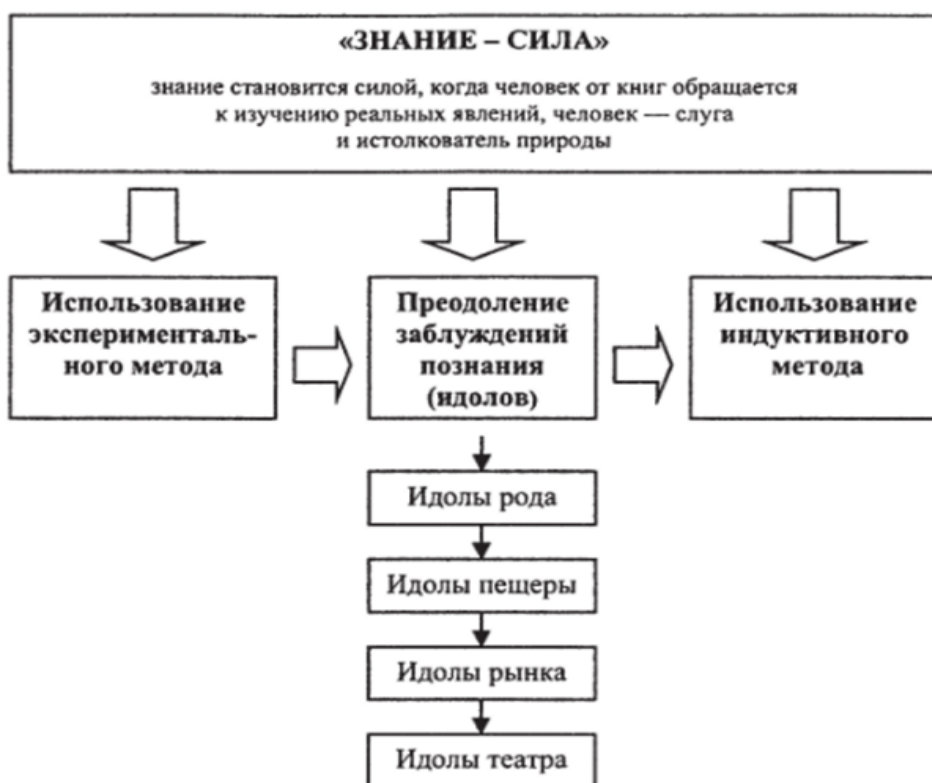 «ЗНАНИЕ – СИЛА»
знание становится силой, когда человек от книг обращается
к изучению реальных явлений, человек — слуга
и истолкователь природы
Использование
эксперименталь-
ного метода
Преодоление
заблуждений
познания
(идолов)
Использование
индуктивного
метода
Идолы рода
Идолы пещеры
Идолы рынка
Идолы театра